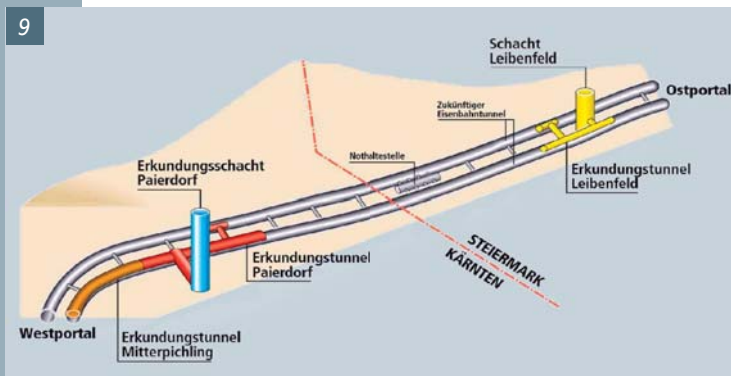 9
Schacht
Leibenfeld
Ostportal
Zukünftiger
Eisenbahntunnel
Nothaltestelle
Erkundungsschacht
Paierdorf
Erkundungstunnel
Leibenfeld
STEIERMARK
KÄRNTEN
Erkundungstunnel
Paierdorf
Westportal
Erkundungstunnel
Mitterpichling